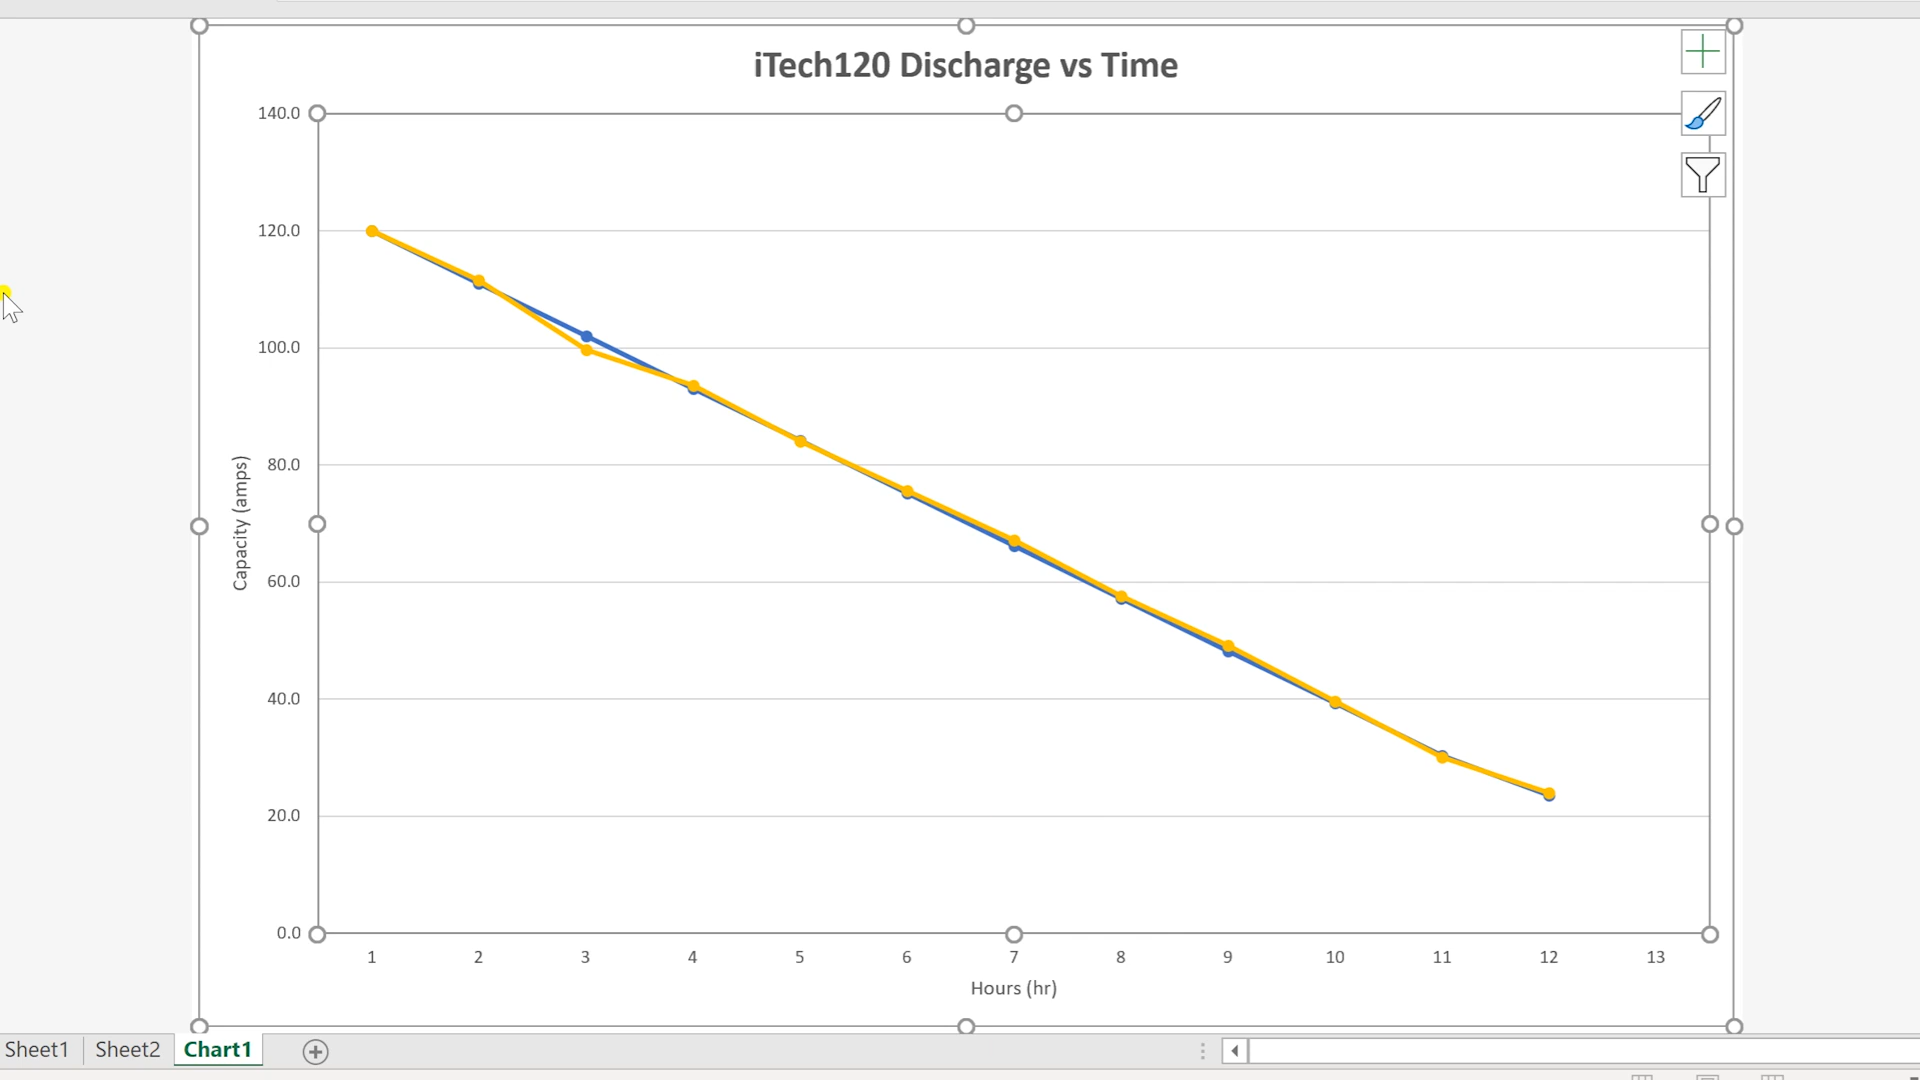 iTech120 Discharge vs Time
140.0
120.0
100.0
80.0
60.0
40.0
20.0
0.0
Capacity (amps)
1 2 3 4 5 6 7 8 9 10 11 12 13
Hours (hr)
Sheet1 Sheet2 Chart1